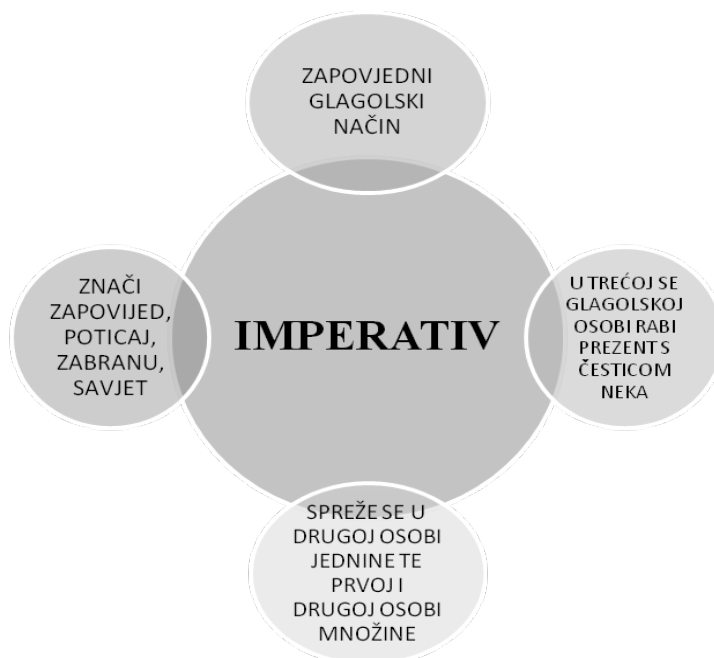 ZAPOVJEDNI
GLAGOLSKI
NAČIN
ZNAČI
ZAPOVIJED,
POTICAJ,
ZABRANU,
SAVJET
IMPERATIV
U TREĆOJ SE
GLAGOLSKOJ
OSOBI RABI
PREZENT S
ČESTICOM
NEKA
SPREŽE SE U
DRUGOJ OSOBI
JEDNINE TE
PRVOJ I
DRUGOJ OSOBI
MNOŽINE